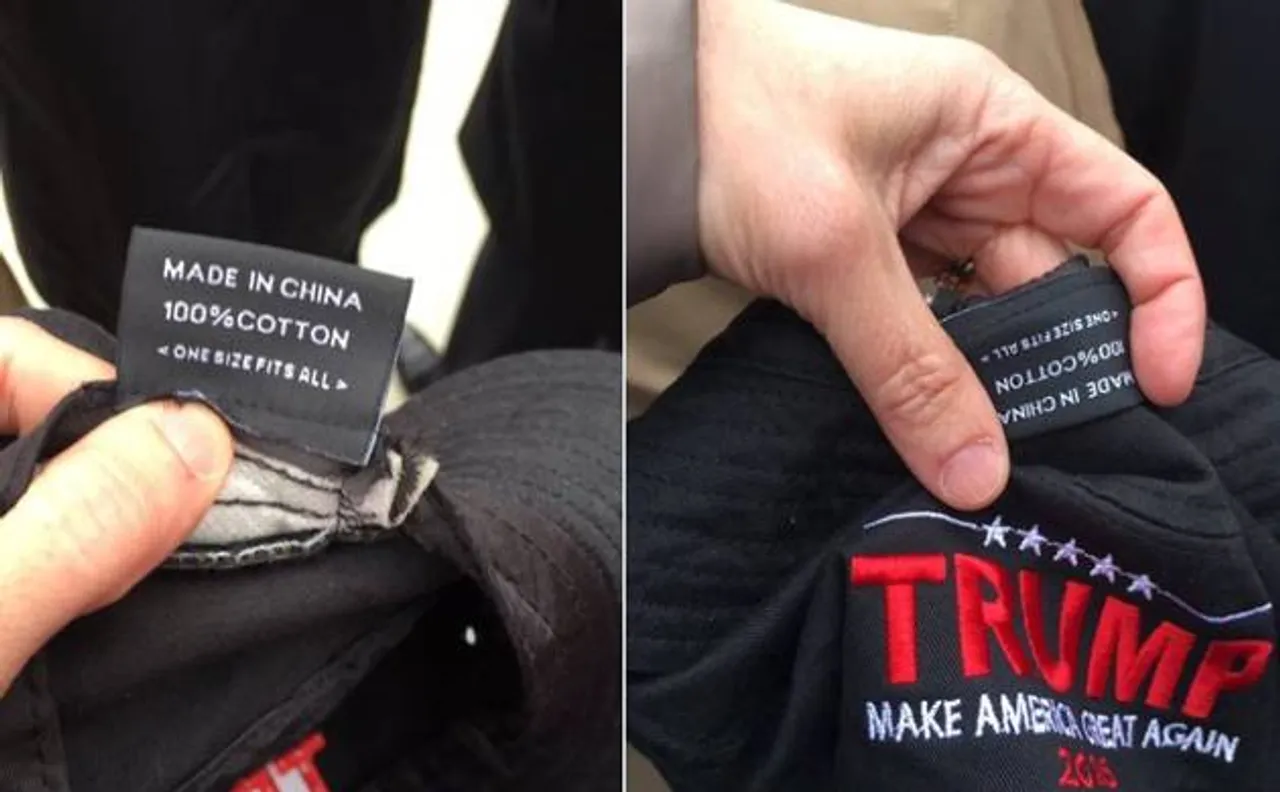 MADE IN CHINA
100%COTTON
<ONE SIZE FITS ALL>
<ONE SIZE FITS ALL>
100%COTTON
MADE IN CHINA
TRUMP
MAKE AMERICA GREAT AGAIN